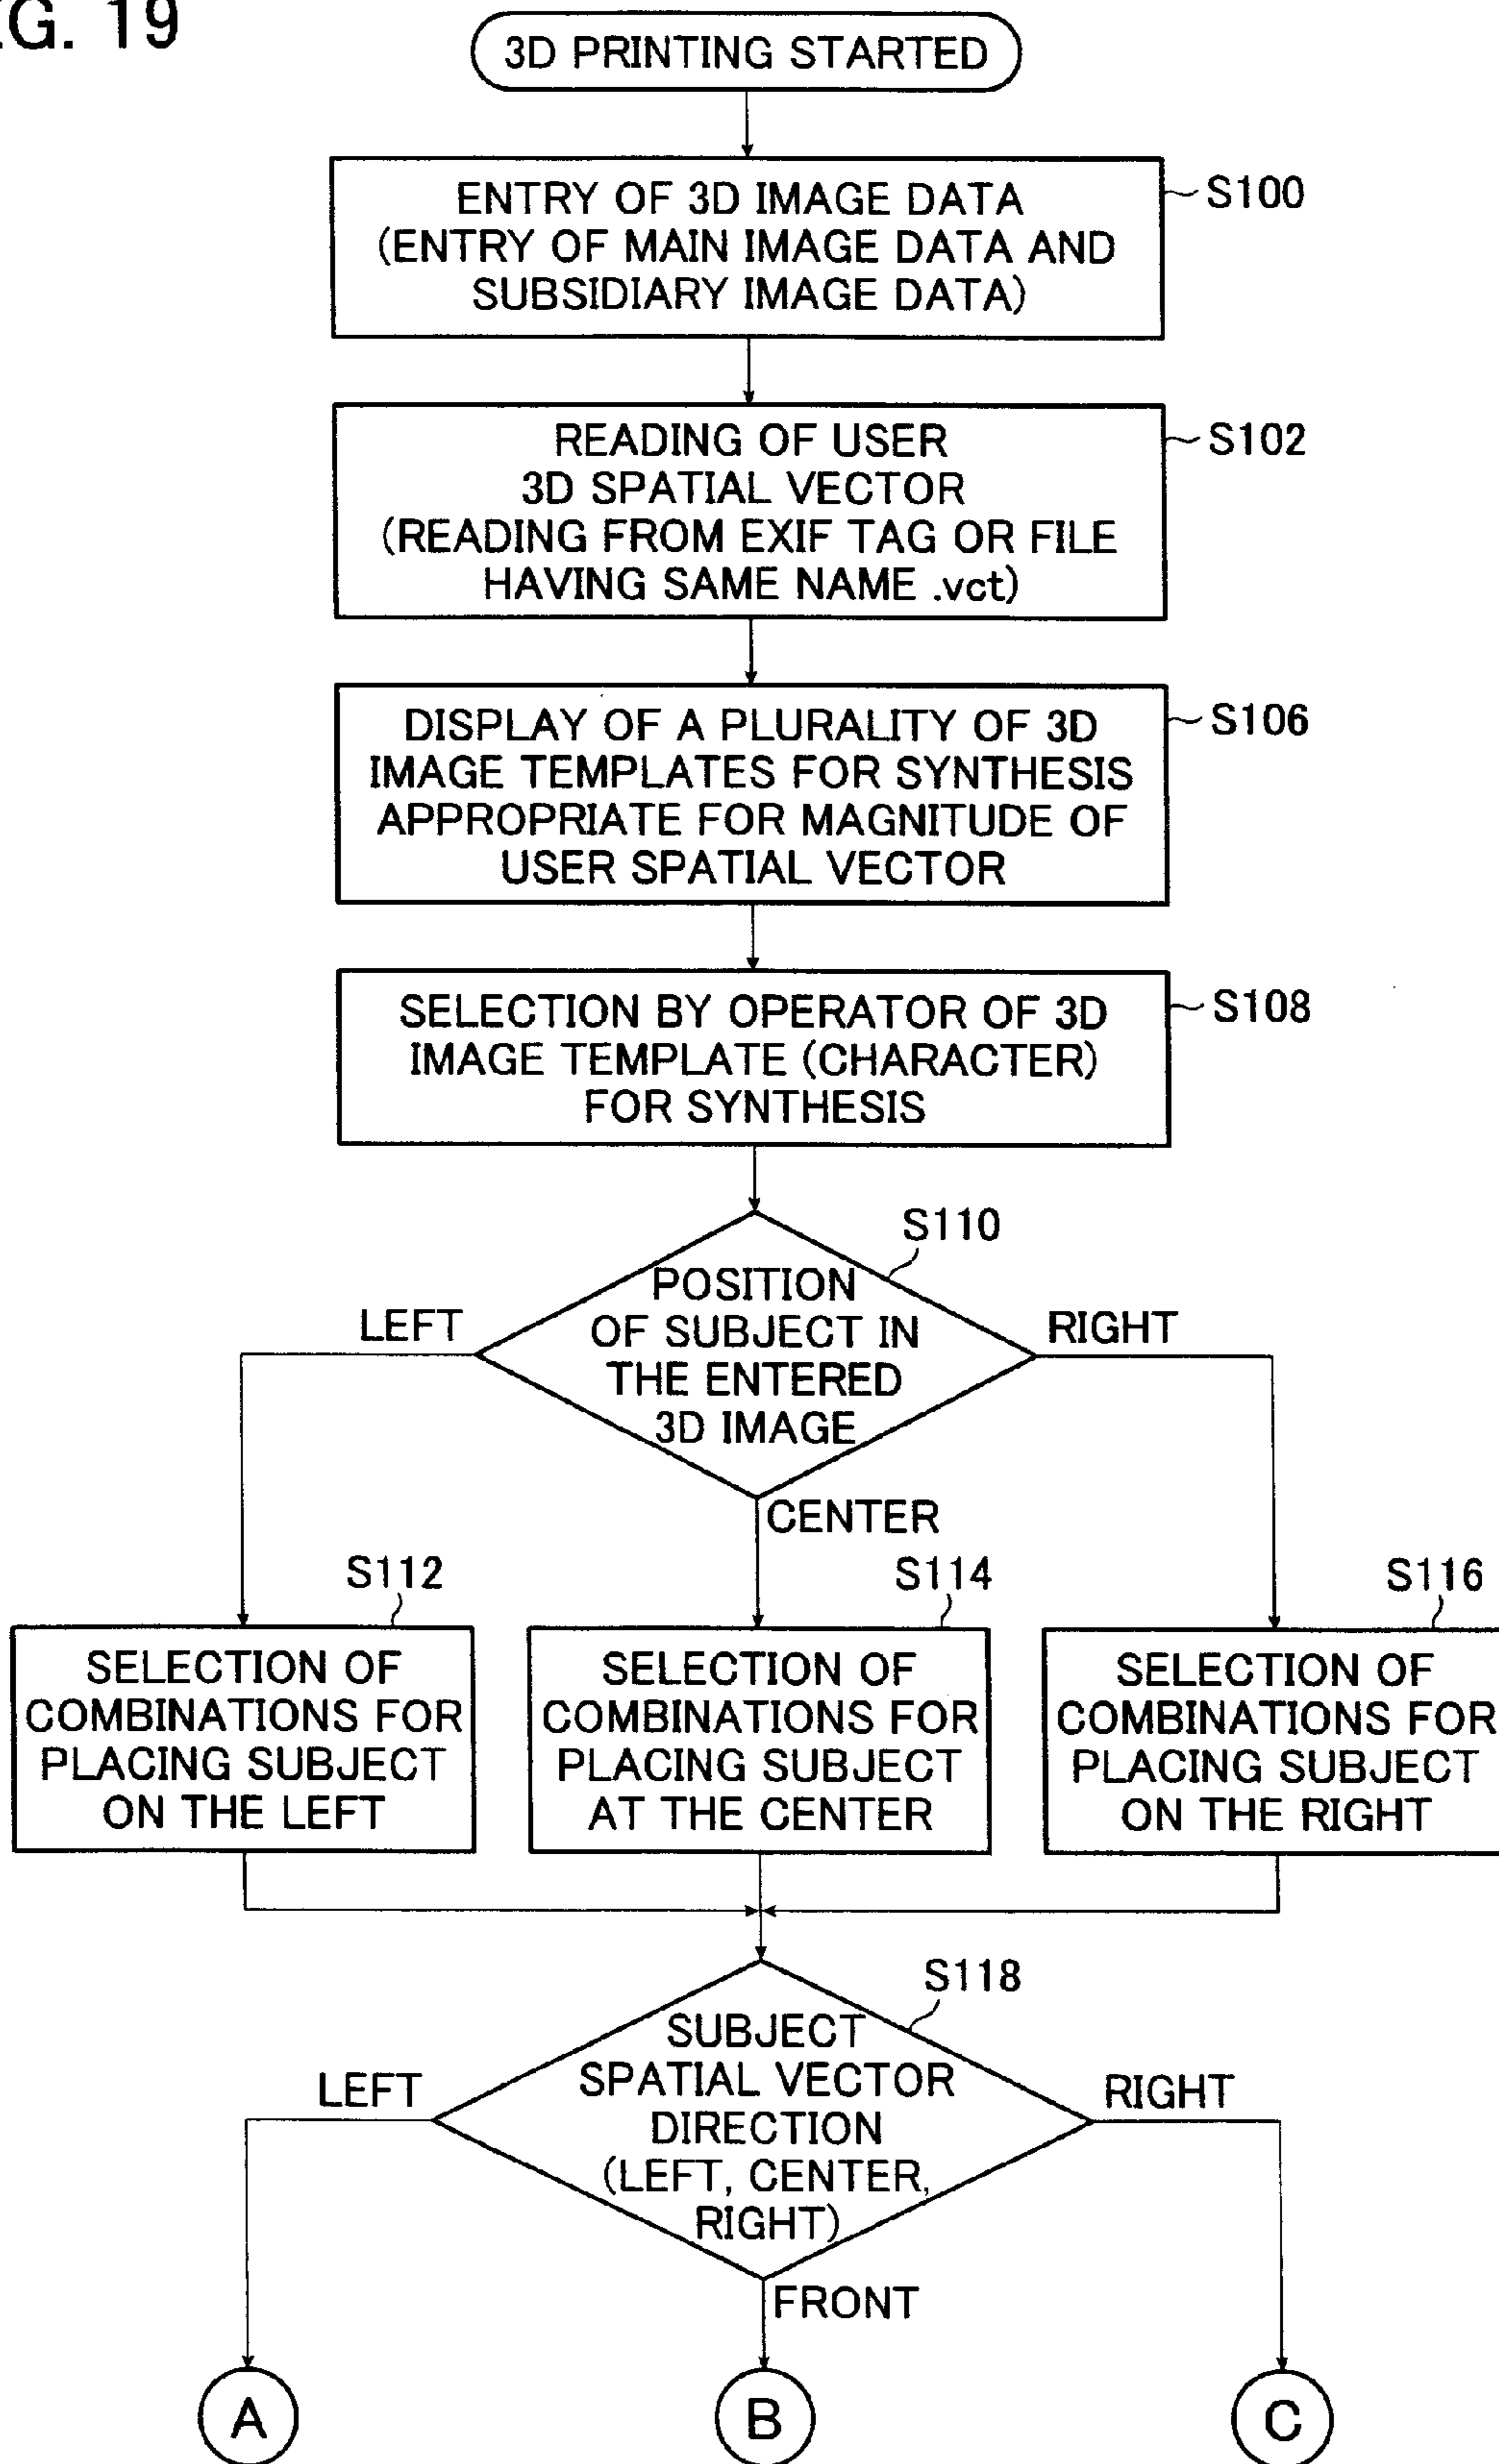 G. 19
3D PRINTING STARTED
ENTRY OF 3D IMAGE DATA
(ENTRY OF MAIN IMAGE DATA AND
SUBSIDIARY IMAGE DATA)
S100
READING OF USER
3D SPATIAL VECTOR
(READING FROM EXIF TAG OR FILE
HAVING SAME NAME .vct)
S102
DISPLAY OF A PLURALITY OF 3D
IMAGE TEMPLATES FOR SYNTHESIS
APPROPRIATE FOR MAGNITUDE OF
USER SPATIAL VECTOR
S106
SELECTION BY OPERATOR OF 3D
IMAGE TEMPLATE (CHARACTER)
FOR SYNTHESIS
S108
S110
POSITION
OF SUBJECT IN
THE ENTERED
3D IMAGE
LEFT
RIGHT
CENTER
S112
SELECTION OF
COMBINATIONS FOR
PLACING SUBJECT
ON THE LEFT
S114
SELECTION OF
COMBINATIONS FOR
PLACING SUBJECT
AT THE CENTER
S116
SELECTION OF
COMBINATIONS FOR
PLACING SUBJECT
ON THE RIGHT
S118
SUBJECT
SPATIAL VECTOR
DIRECTION
(LEFT, CENTER,
RIGHT)
LEFT
RIGHT
FRONT
A
B
C